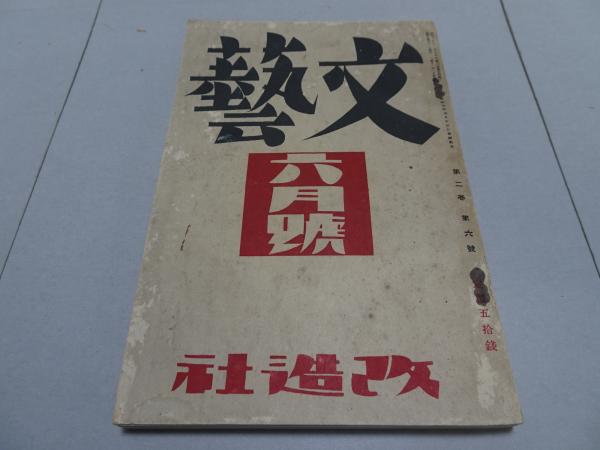 文藝
六月號
改造社
第二卷 第六號
五拾錢